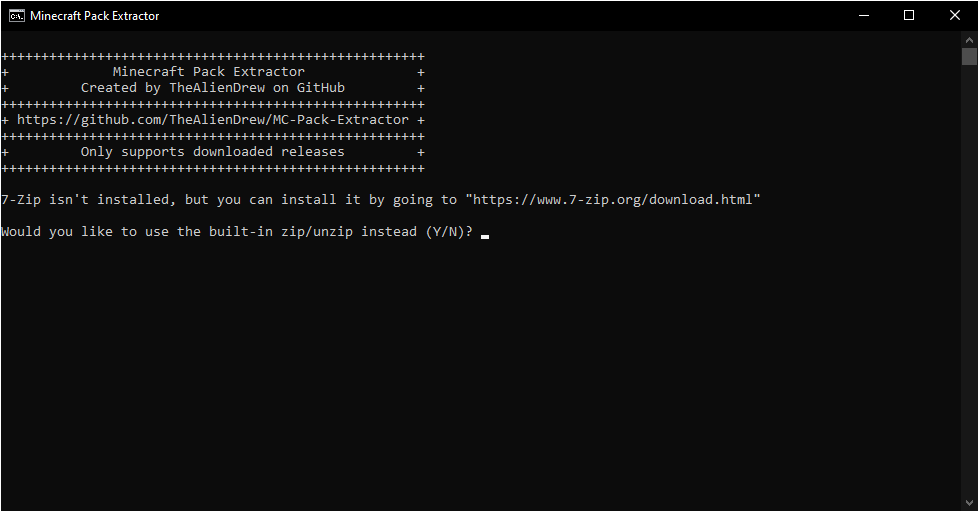 Minecraft Pack Extractor
+++++++++++++++++++++++++++++++++++++++++++++++++++++
+             Minecraft Pack Extractor              +
+         Created by TheAlienDrew on GitHub         +
+++++++++++++++++++++++++++++++++++++++++++++++++++++
+ https://github.com/TheAlienDrew/MC-Pack-Extractor +
+++++++++++++++++++++++++++++++++++++++++++++++++++++
+         Only supports downloaded releases         +
+++++++++++++++++++++++++++++++++++++++++++++++++++++
7-Zip isn't installed, but you can install it by going to "https://www.7-zip.org/download.html"
Would you like to use the built-in zip/unzip instead (Y/N)?